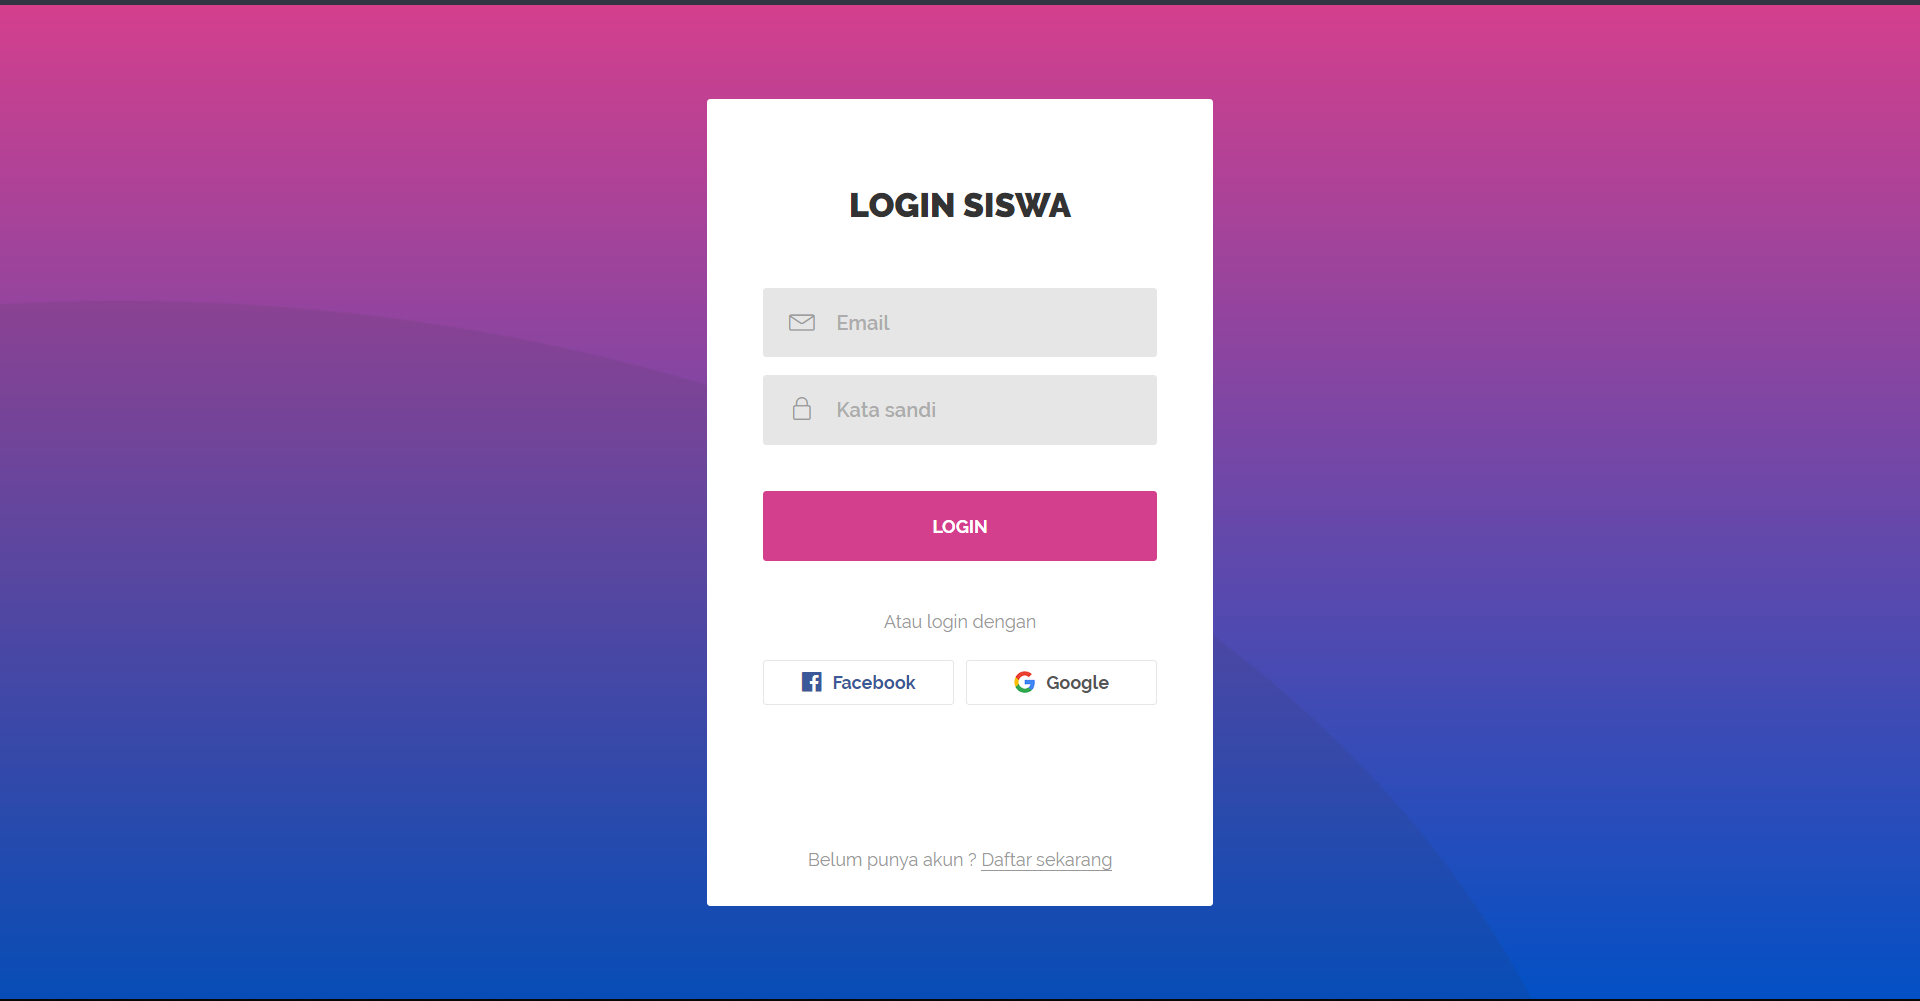 LOGIN SISWA
Email
Kata sandi
LOGIN
Atau login dengan
Facebook
Google
Belum punya akun ? Daftar sekarang